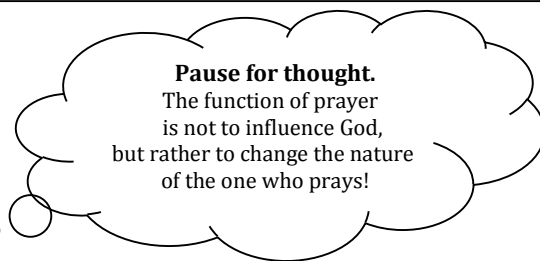 Pause for thought.
The function of prayer
is not to influence God,
but rather to change the nature
of the one who prays!